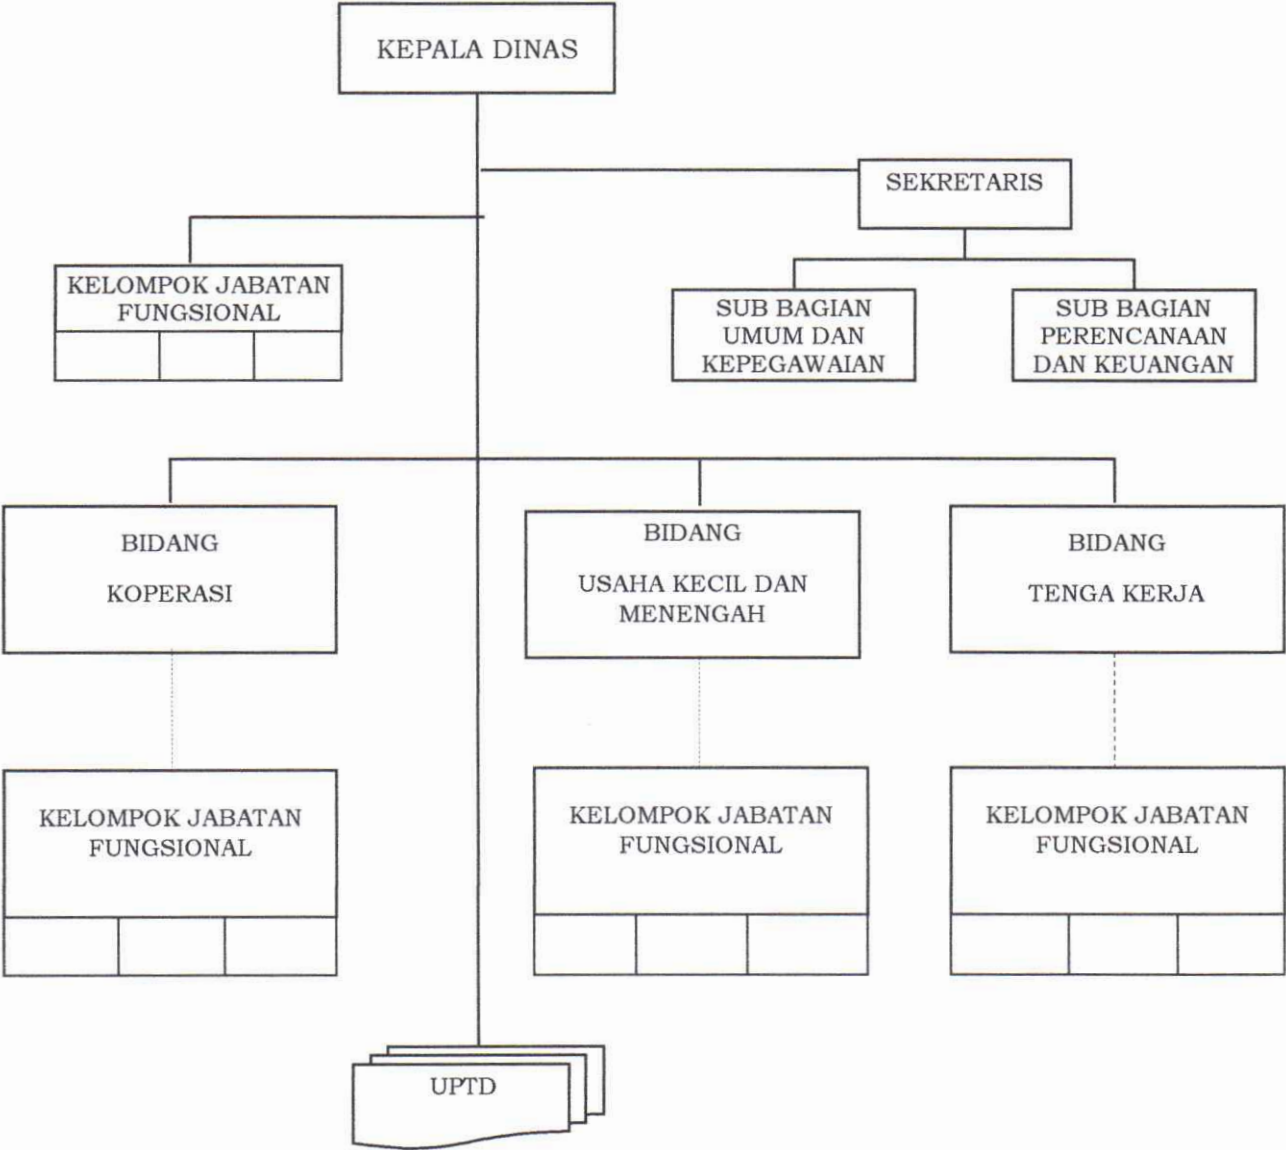 KEPALA DINAS
SEKRETARIS
KELOMPOK JABATAN
FUNGSIONAL
SUB BAGIAN
UMUM DAN
KEPEGAWAIAN
SUB BAGIAN
PERENCANAAN
DAN KEUANGAN
BIDANG
KOPERASI
BIDANG
USAHA KECIL DAN
MENENGAH
BIDANG
TENGA KERJA
KELOMPOK JABATAN
FUNGSIONAL
KELOMPOK JABATAN
FUNGSIONAL
KELOMPOK JABATAN
FUNGSIONAL
UPTD